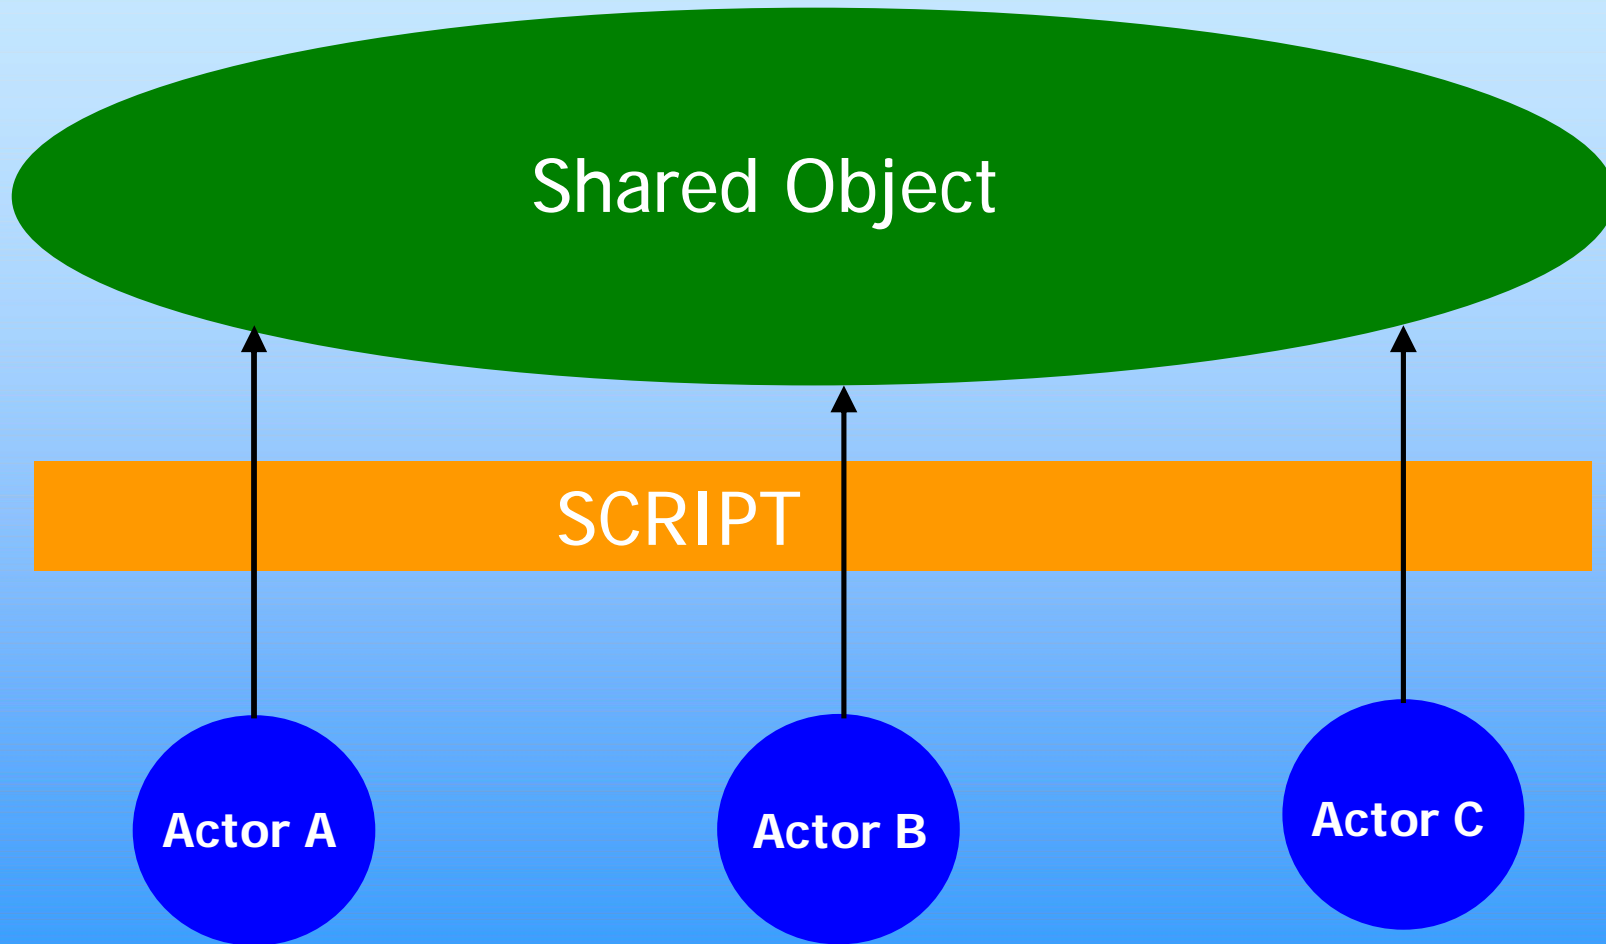 Shared Object
SCRIPT
Actor A
Actor B
Actor C